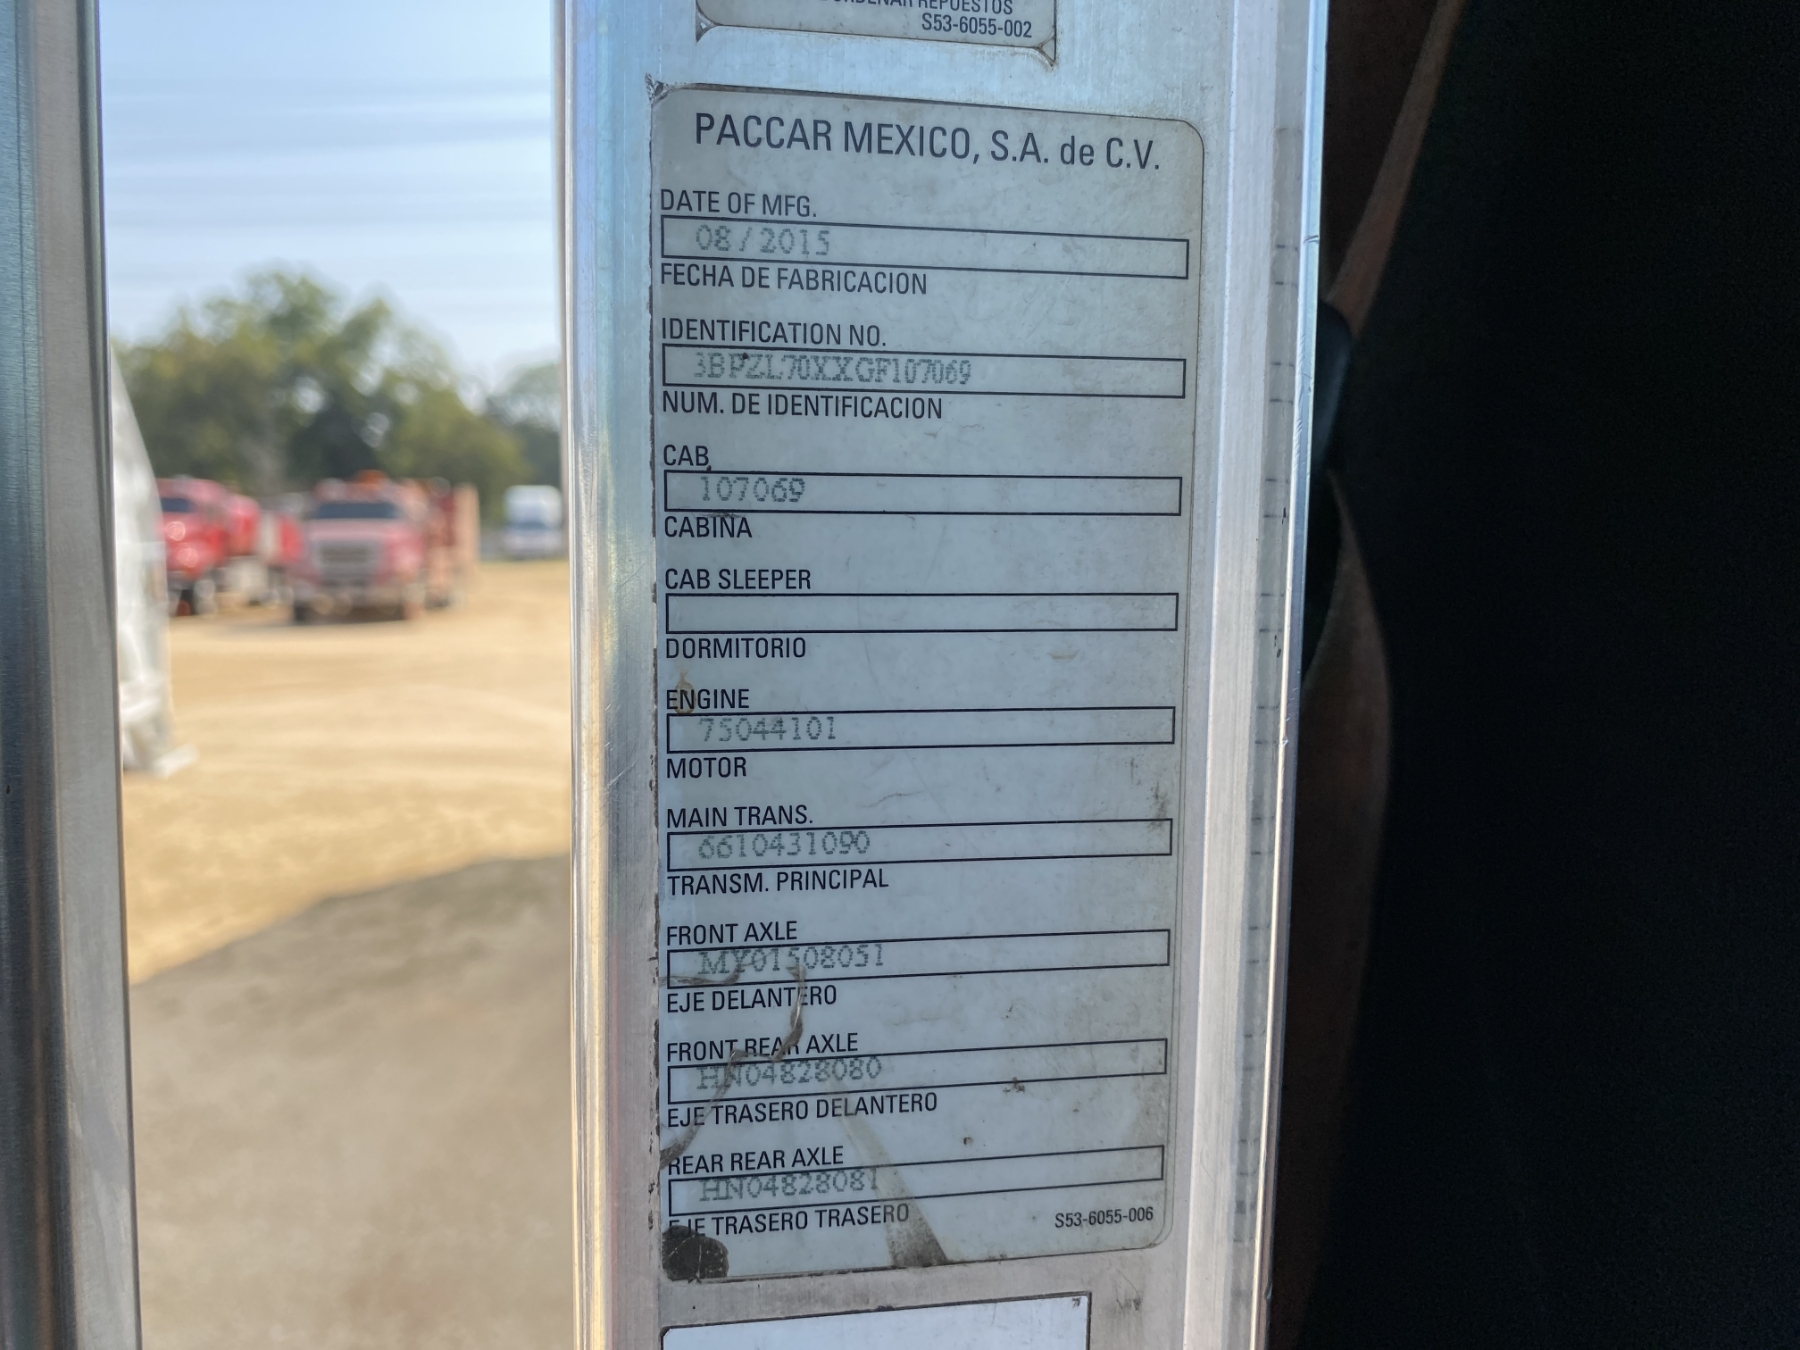 REPUESTOS
S53-6055-002
PACCAR MEXICO, S.A. de C.V.
DATE OF MFG.
08/2015
FECHA DE FABRICACION
IDENTIFICATION NO.
3BPZL70XXGF107069
NUM. DE IDENTIFICACION
CAB
107069
CABINA
CAB SLEEPER
DORMITORIO
ENGINE
75044101
MOTOR
MAIN TRANS.
6610431090
TRANSM. PRINCIPAL
FRONT AXLE
MY01508051
EJE DELANTERO
FRONT REAR AXLE
HN04828080
EJE TRASERO DELANTERO
REAR REAR AXLE
HN04828081
EJE TRASERO TRASERO
S53-6055-006